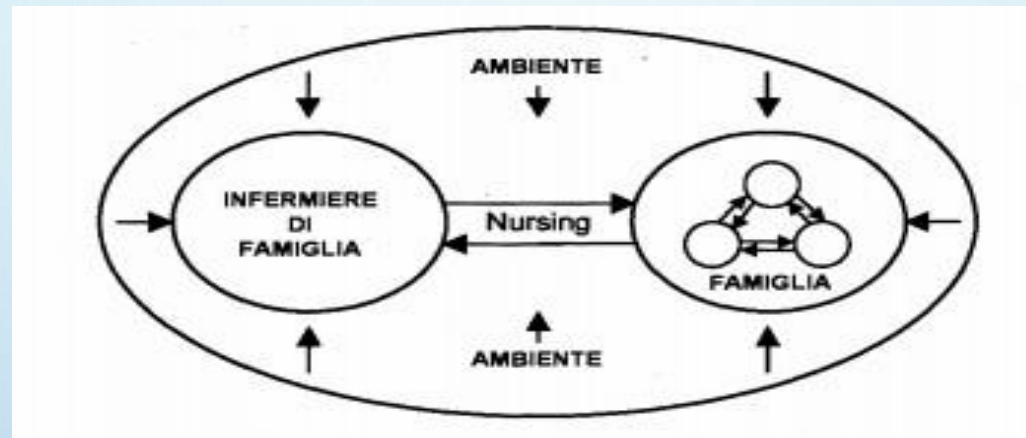 AMBIENTE
INFERMIERE
DI
FAMIGLIA
Nursing
FAMIGLIA
AMBIENTE